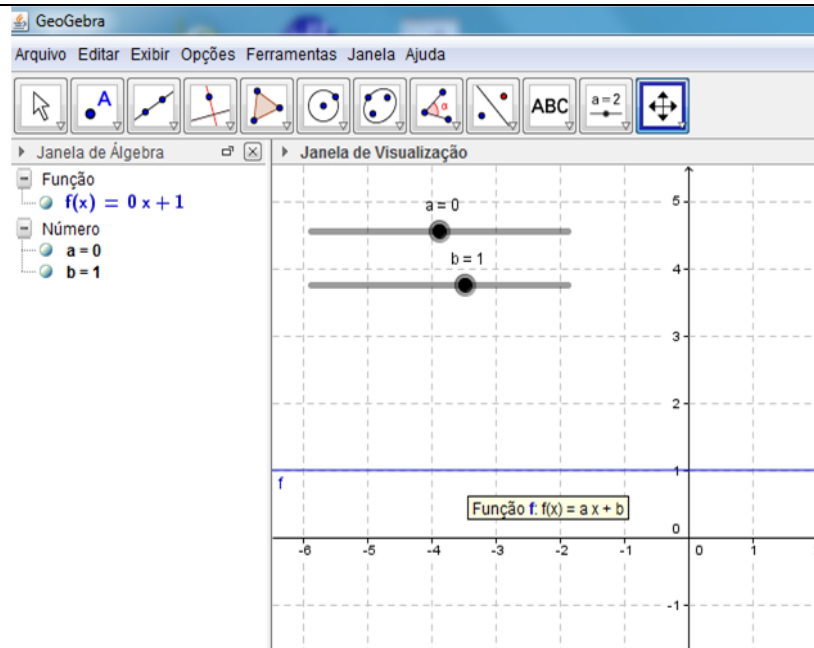 GeoGebra
Arquivo Editar Exibir Opções Ferramentas Janela Ajuda
A α ABC a=2
Janela de Álgebra
Janela de Visualização
Função
f(x) = 0 x + 1
Número
a = 0
b = 1
a = 0
b = 1
5
4
3
2
1
f
Função f: f(x) = a x + b
0
-6 -5 -4 -3 -2 -1 0 1
-1